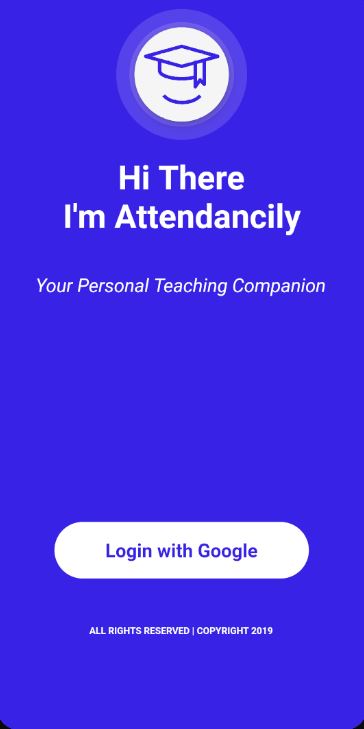 Hi There
I'm Attendancily
Your Personal Teaching Companion
Login with Google
ALL RIGHTS RESERVED | COPYRIGHT 2019